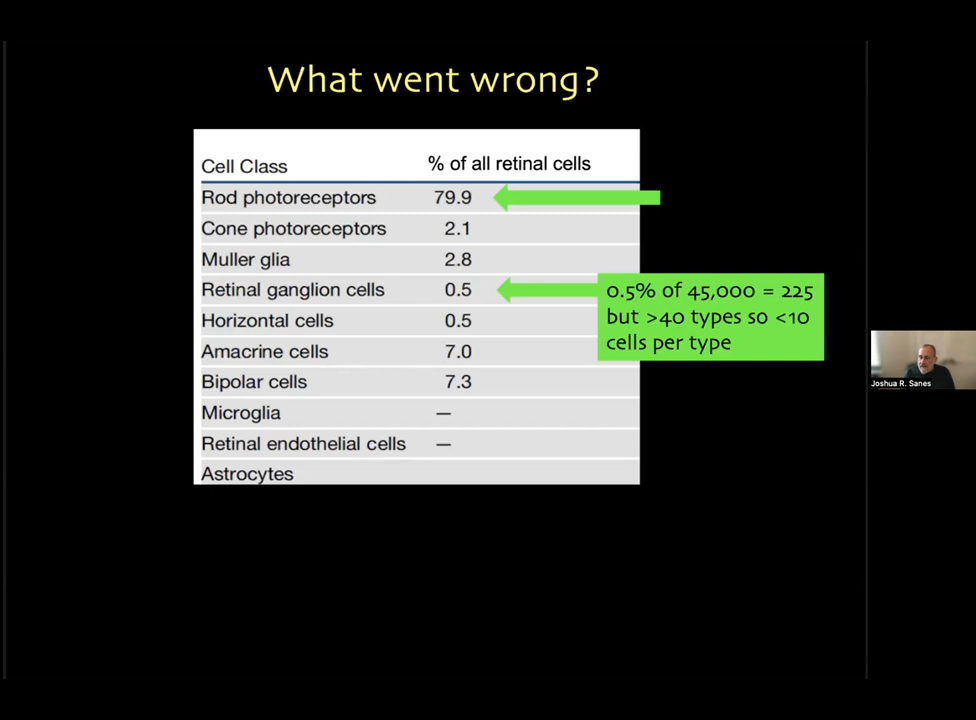 What went wrong?
Cell Class % of all retinal cells
Rod photoreceptors 79.9
Cone photoreceptors 2.1
Muller glia 2.8
Retinal ganglion cells 0.5
Horizontal cells 0.5
Amacrine cells 7.0
Bipolar cells 7.3
Microglia —
Retinal endothelial cells —
Astrocytes
0.5% of 45,000 = 225
but >40 types so <10
cells per type
Joshua R. Sanes